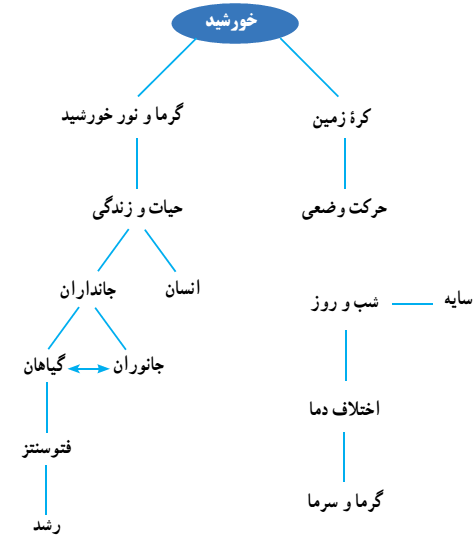 خورشید
کرهٔ زمین
گرما و نور خورشید
حرکت وضعی
حیات و زندگی
سایه
شب و روز
انسان
جانداران
جانوران
گیاهان
اختلاف دما
فتوسنتز
گرما و سرما
رشد